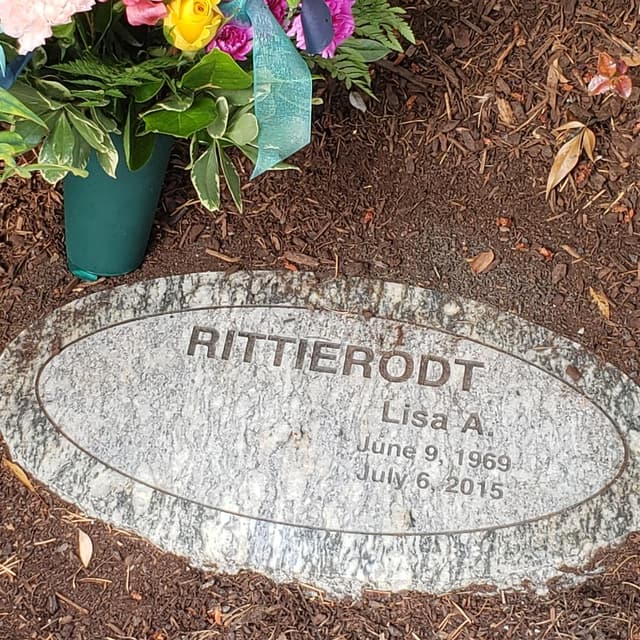 RITTIERODT
Lisa A.
June 9, 1969
July 6, 2015